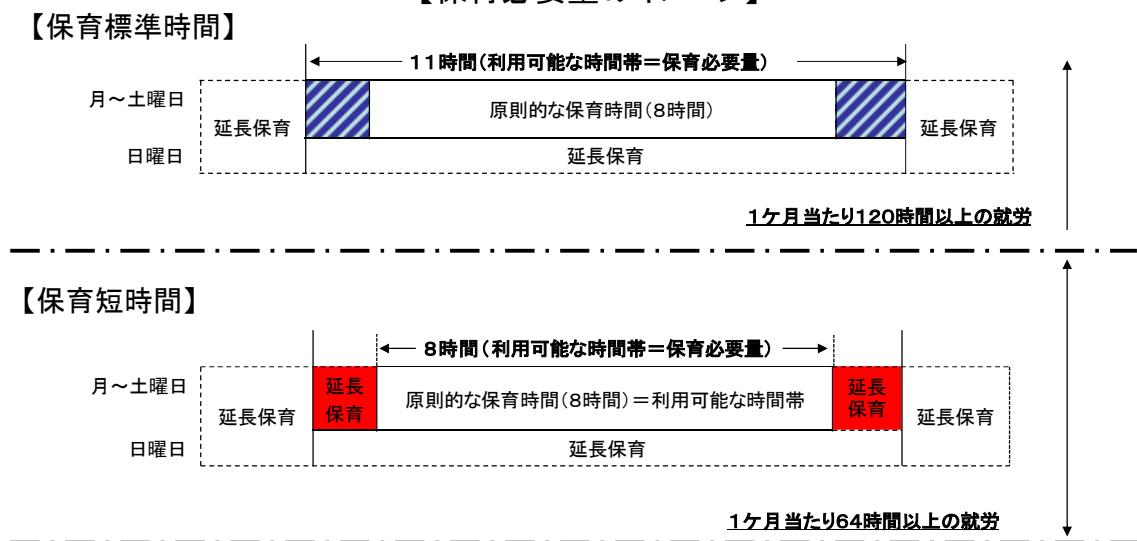 【保育標準時間】
11時間(利用可能な時間帯=保育必要量)
月~土曜日
原則的な保育時間(8時間)
延長保育
延長保育
日曜日
延長保育
1ケ月当たり120時間以上の就労
【保育短時間】
8時間(利用可能な時間帯=保育必要量)
月~土曜日
延長
保育
原則的な保育時間(8時間)=利用可能な時間帯
延長
保育
延長保育
延長保育
日曜日
延長保育
1ケ月当たり64時間以上の就労